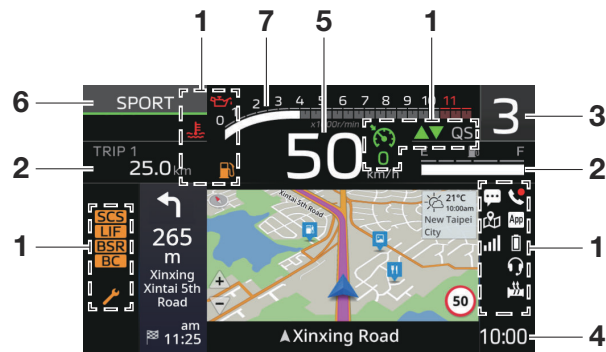 1
7
5
1
6
SPORT
0 1 2 3 4 5 6 7 8 9 10 11
x1000r/min
3
3
TRIP 1
2
25.0 km
50
km/h
0
QS
E F
2
1
SCS
LIF
BSR
BC
265
m
Xinxing
Xintai 5th
Road
am
11:25
Xintai 5th Road
21°C
10:00am
New Taipei
City
+
−
50
Xinxing Road
App
1
10:00
4